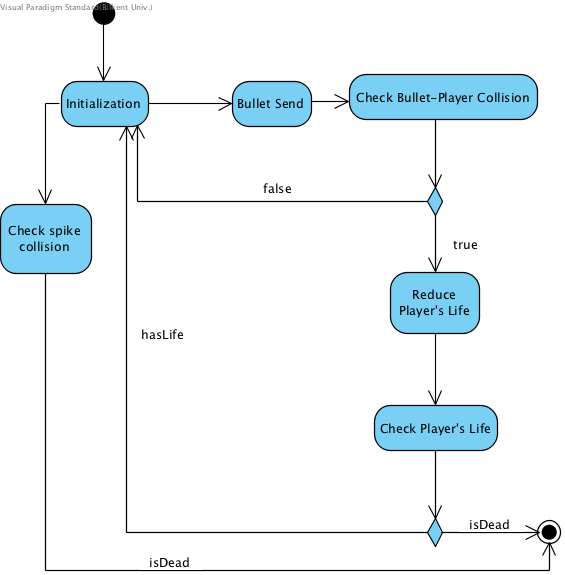 Visual Paradigm Standard(Bilkent Univ.)
Initialization
Bullet Send
Check Bullet-Player Collision
false
Check spike
collision
true
Reduce
Player's Life
hasLife
Check Player's Life
isDead
isDead